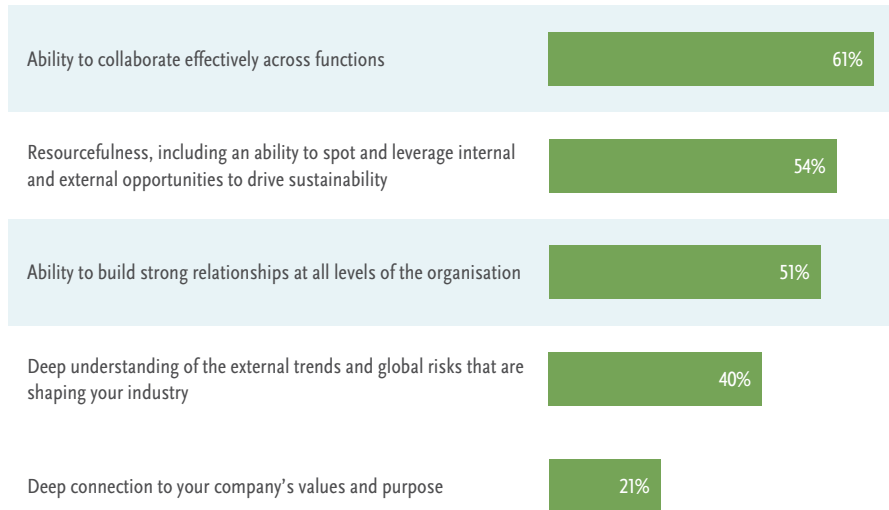 Ability to collaborate effectively across functions
61%
Resourcefulness, including an ability to spot and leverage internal
and external opportunities to drive sustainability
54%
Ability to build strong relationships at all levels of the organisation
51%
Deep understanding of the external trends and global risks that are
shaping your industry
40%
Deep connection to your company’s values and purpose
21%